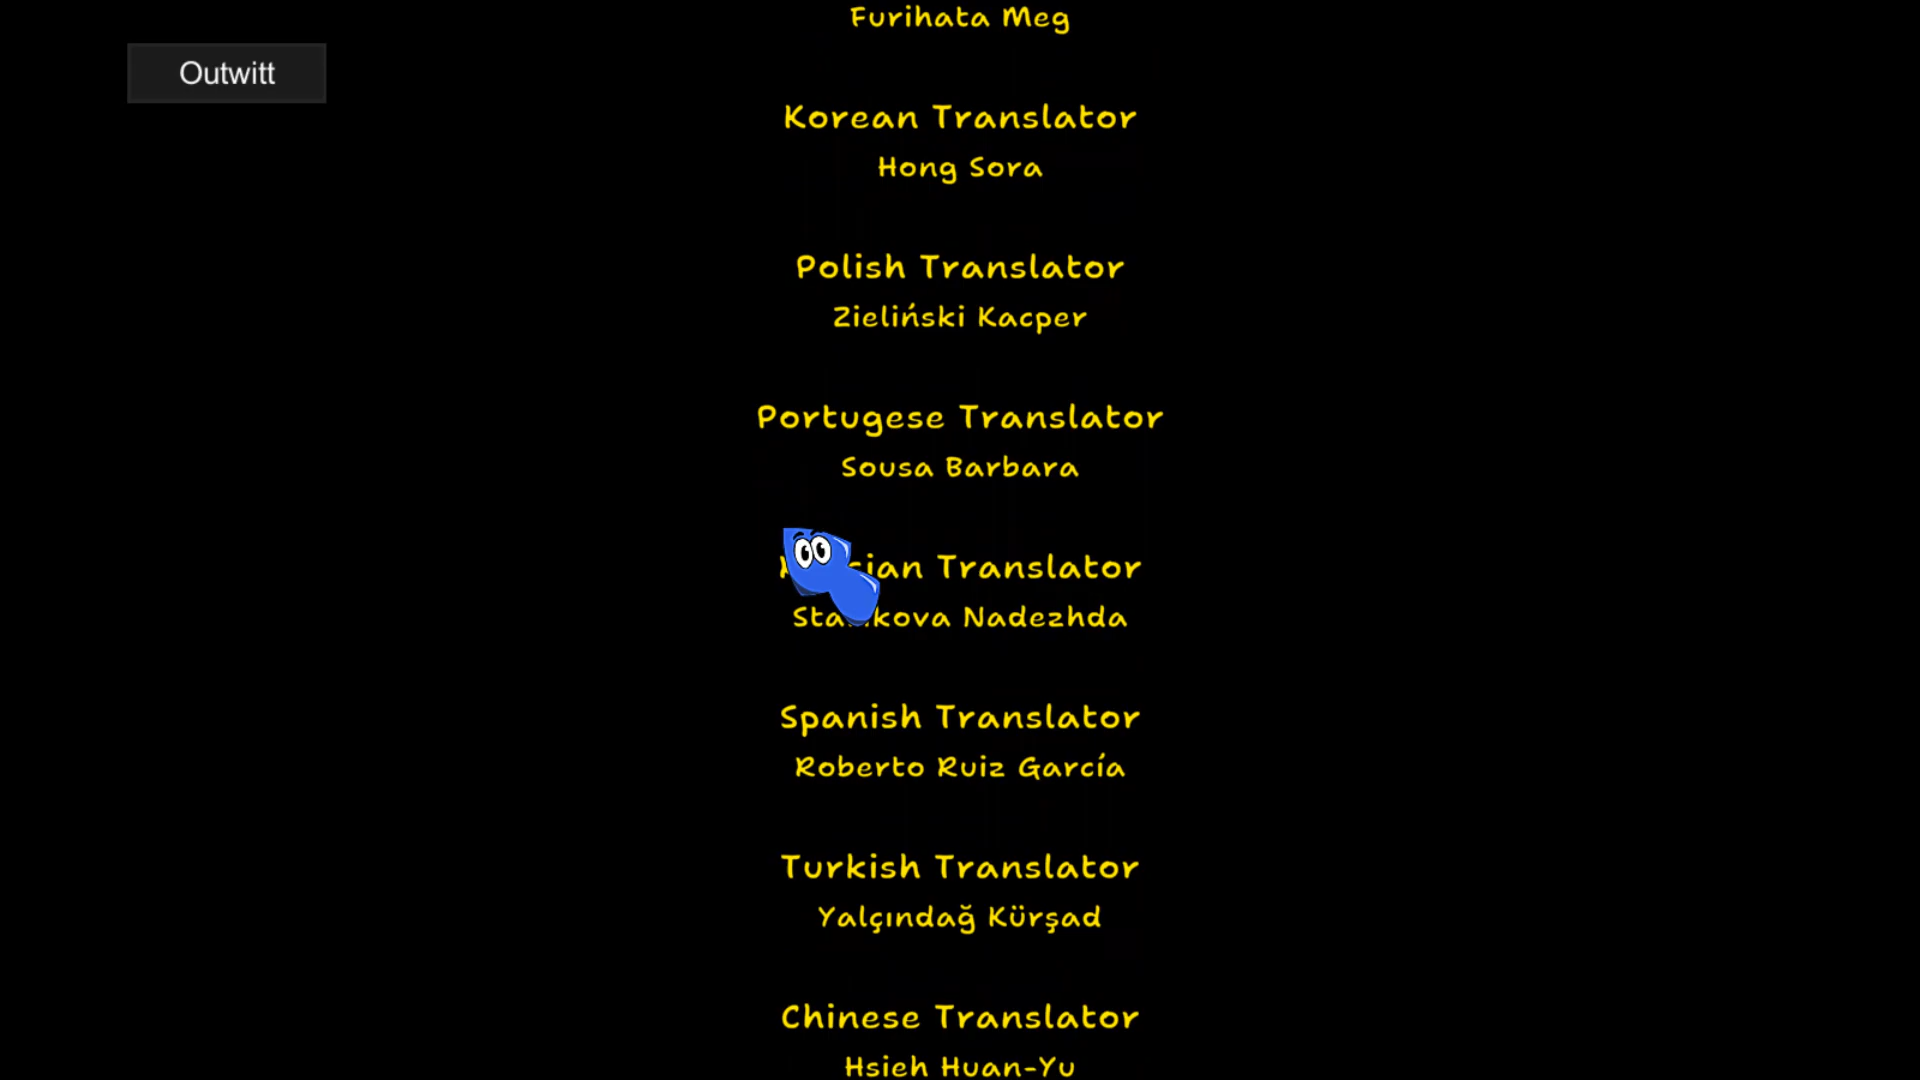 Furihata Meg
Outwitt
Korean Translator
Hong Sora
Polish Translator
Zieliński Kacper
Portugese Translator
Sousa Barbara
Translator
Nadezhda
Spanish Translator
Roberto Ruiz García
Turkish Translator
Yalçındağ Kürşad
Chinese Translator
Hsieh Huan-Yu